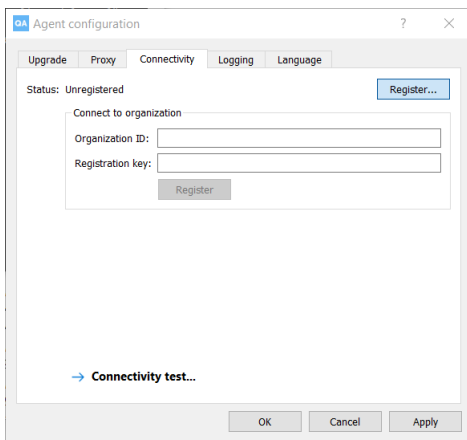 QA Agent configuration ? ×
Upgrade Proxy Connectivity Logging Language
Status: Unregistered Register...
Connect to organization
Organization ID:
Registration key:
Register
→ Connectivity test...
OK Cancel Apply